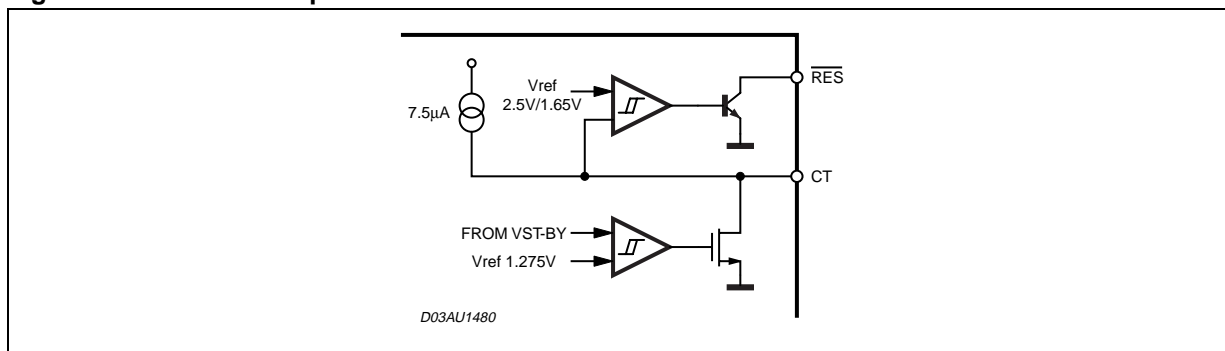 RES
Vref
2.5V/1.65V
7.5µA
CT
FROM VST-BY
Vref 1.275V
D03AU1480